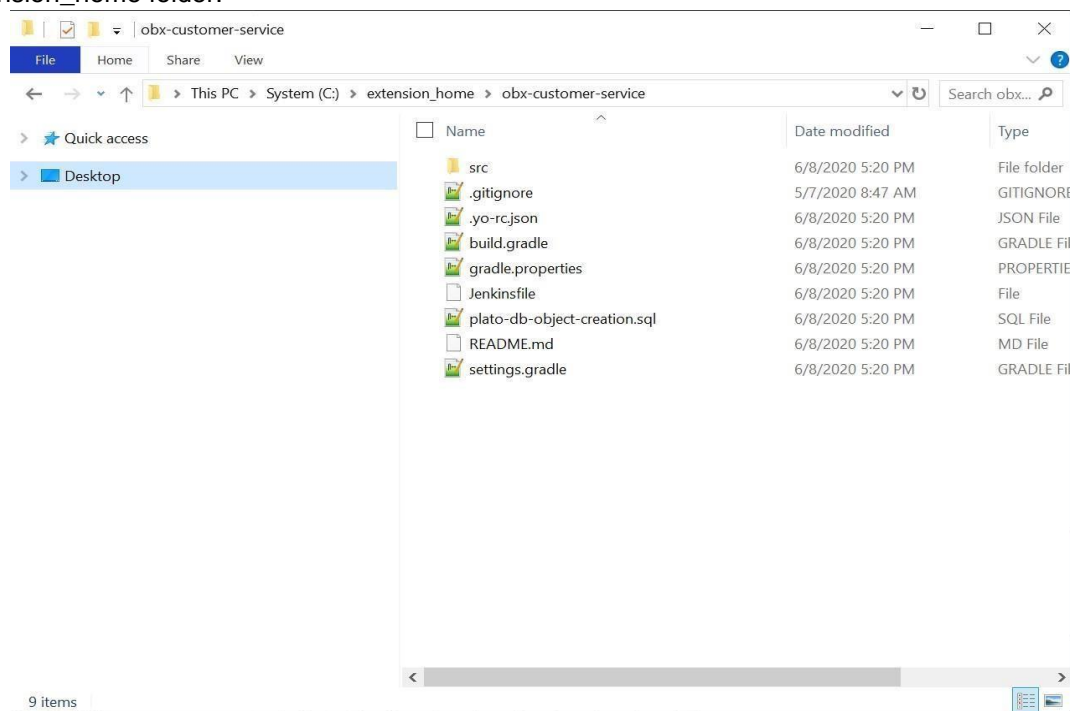 nsion_home folder.
obx-customer-service
File Home Share View
This PC > System (C:) > extension_home > obx-customer-service Search obx...
Quick access
Desktop
Name Date modified Type
src 6/8/2020 5:20 PM File folder
.gitignore 5/7/2020 8:47 AM GITIGNORE
.yo-rc.json 6/8/2020 5:20 PM JSON File
build.gradle 6/8/2020 5:20 PM GRADLE Fil
gradle.properties 6/8/2020 5:20 PM PROPERTIE
Jenkinsfile 6/8/2020 5:20 PM File
plato-db-object-creation.sql 6/8/2020 5:20 PM SQL File
README.md 6/8/2020 5:20 PM MD File
settings.gradle 6/8/2020 5:20 PM GRADLE Fil
9 items